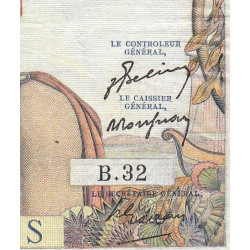 LE CONTROLEUR
GÉNÉRAL,
LE CAISSIER
GÉNÉRAL,
B.32
LE SECRÉTAIRE GÉNÉRAL,
S